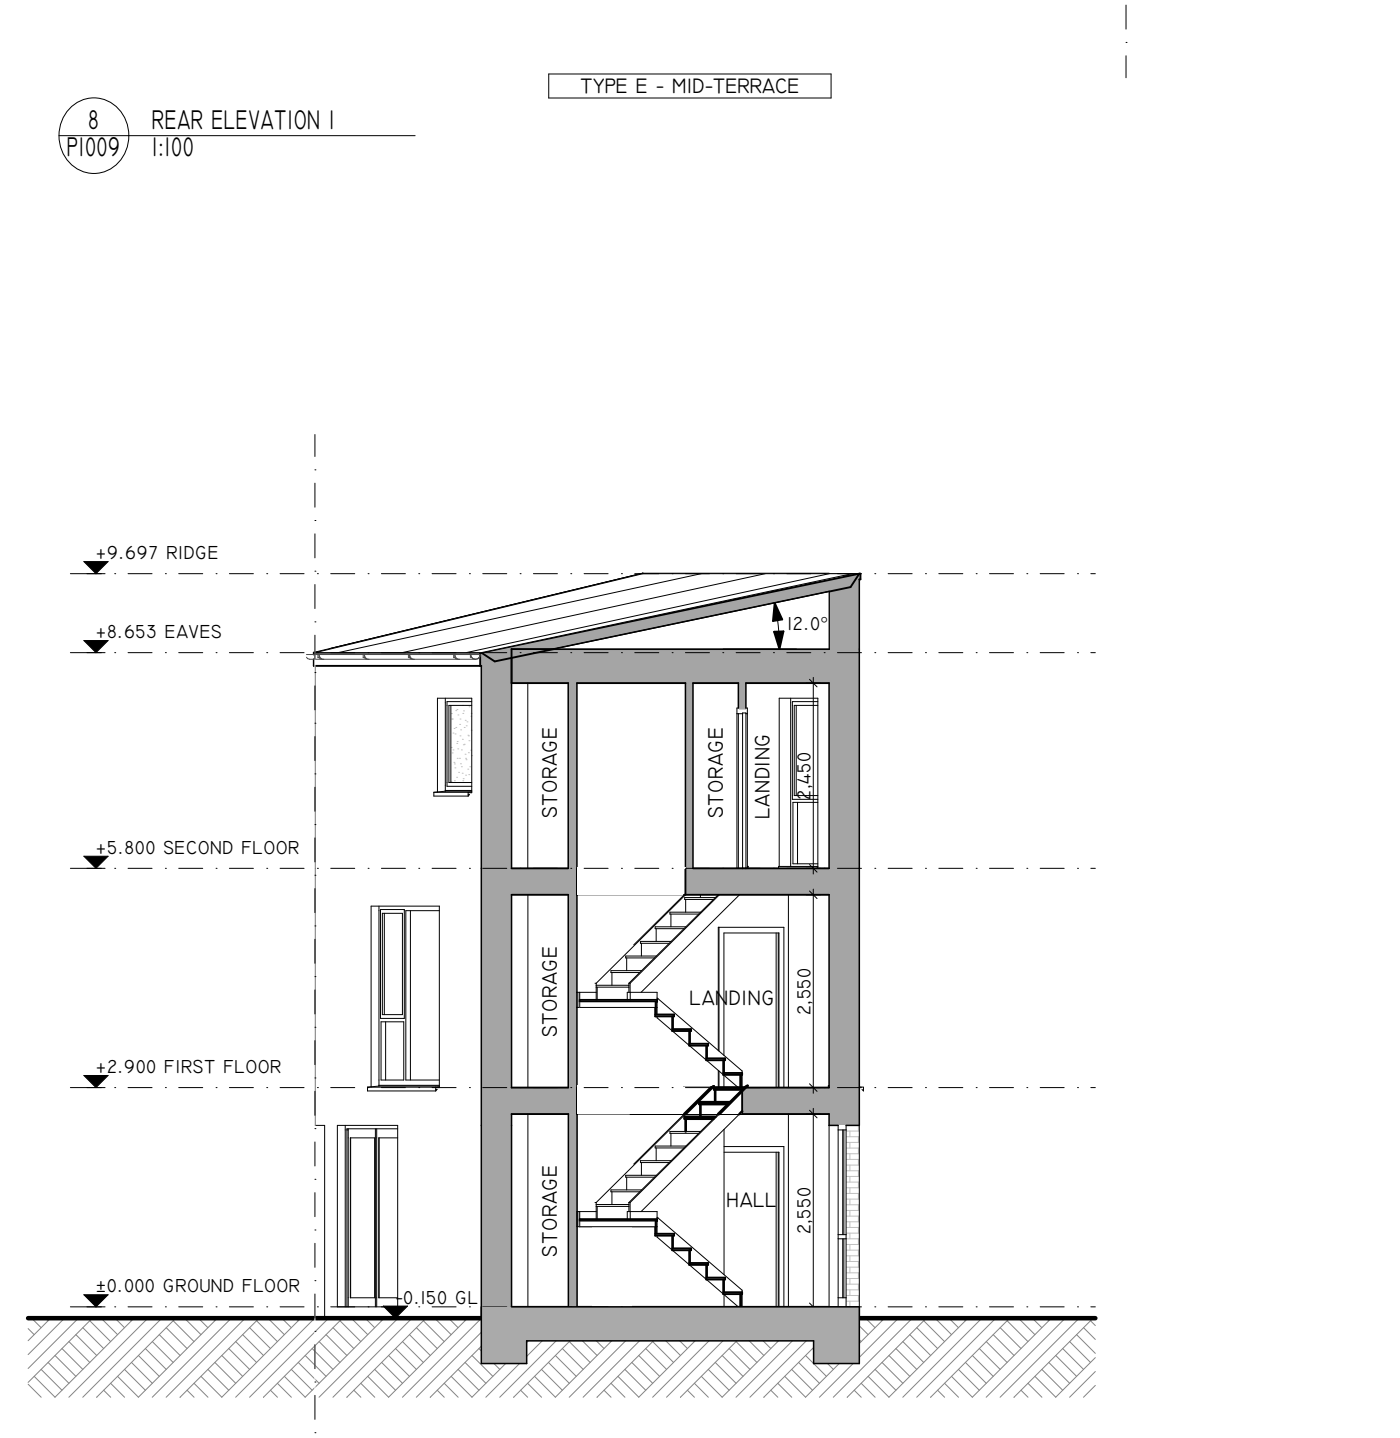 TYPE E - MID-TERRACE
8
P1009
REAR ELEVATION 1
1:100
+9.697 RIDGE
+8.653 EAVES
12.0°
STORAGE
STORAGE
LANDING
2,450
+5.800 SECOND FLOOR
STORAGE
LANDING
2,550
+2.900 FIRST FLOOR
STORAGE
HALL
2,550
±0.000 GROUND FLOOR
-0.150 GL